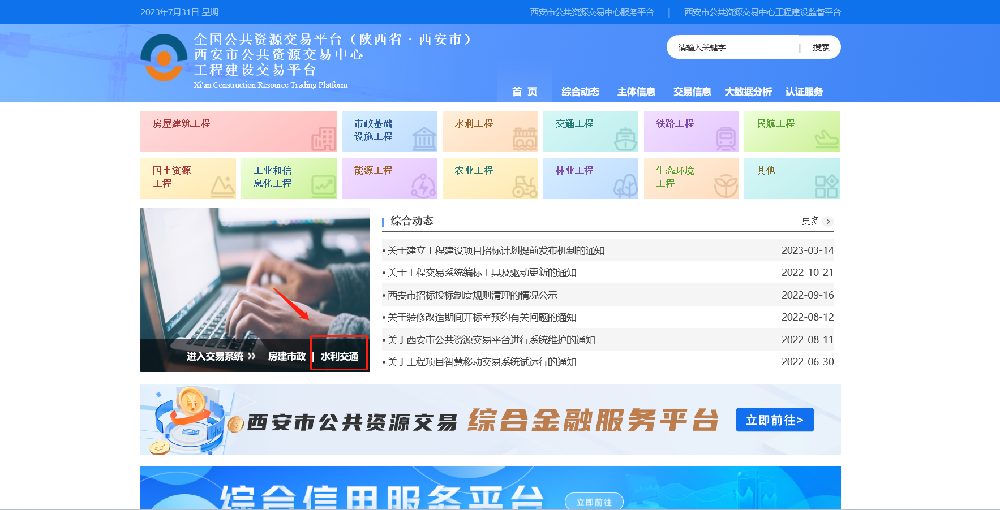 2023年7月31日 星期一
西安市公共资源交易中心服务平台 | 西安市公共资源交易中心工程建设监督平台
全国公共资源交易平台（陕西省·西安市）
西安市公共资源交易中心
工程建设交易平台
Xi'an Construction Resource Trading Platform
请输入关键字 | 搜索
首 页 综合动态 主体信息 交易信息 大数据分析 认证服务
房屋建筑工程
市政基础
设施工程
水利工程
交通工程
铁路工程
民航工程
国土资源
工程
工业和信
息化工程
能源工程
农业工程
林业工程
生态环境
工程
其他
进入交易系统 » 房建市政 | 水利交通
综合动态
更多 >
• 关于建立工程建设项目招标计划提前发布机制的通知 2023-03-14
• 关于工程交易系统编标工具及驱动更新的通知 2022-10-21
• 西安市招标投标制度规则清理的情况公示 2022-09-16
• 关于装修改造期间开标室预约有关问题的通知 2022-08-12
• 关于西安市公共资源交易平台进行系统维护的通知 2022-08-11
• 关于工程项目智慧移动交易系统试运行的通知 2022-06-30
西安市公共资源交易 综合金融服务平台 立即前往>
综合信用服务平台 立即前往